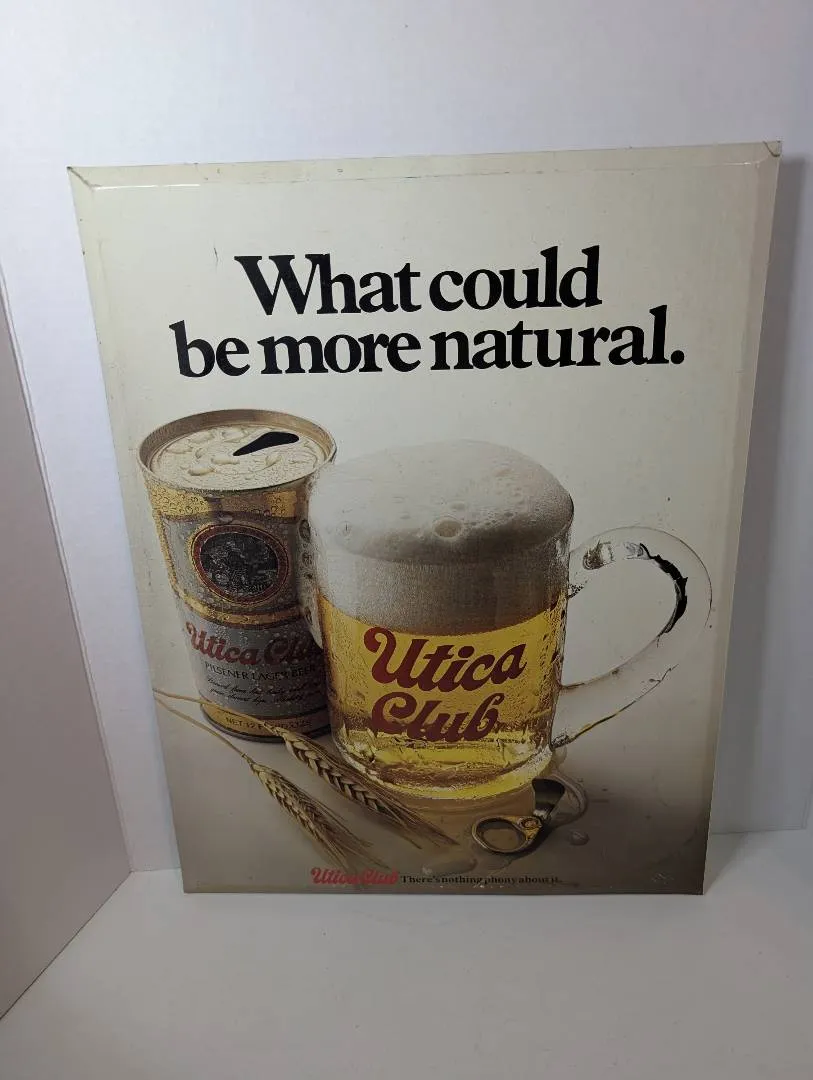 What could
be more natural.
Utica Club
PILSENER LAGER BEER
Utica
Club
Utica Club There's nothing phony about it.